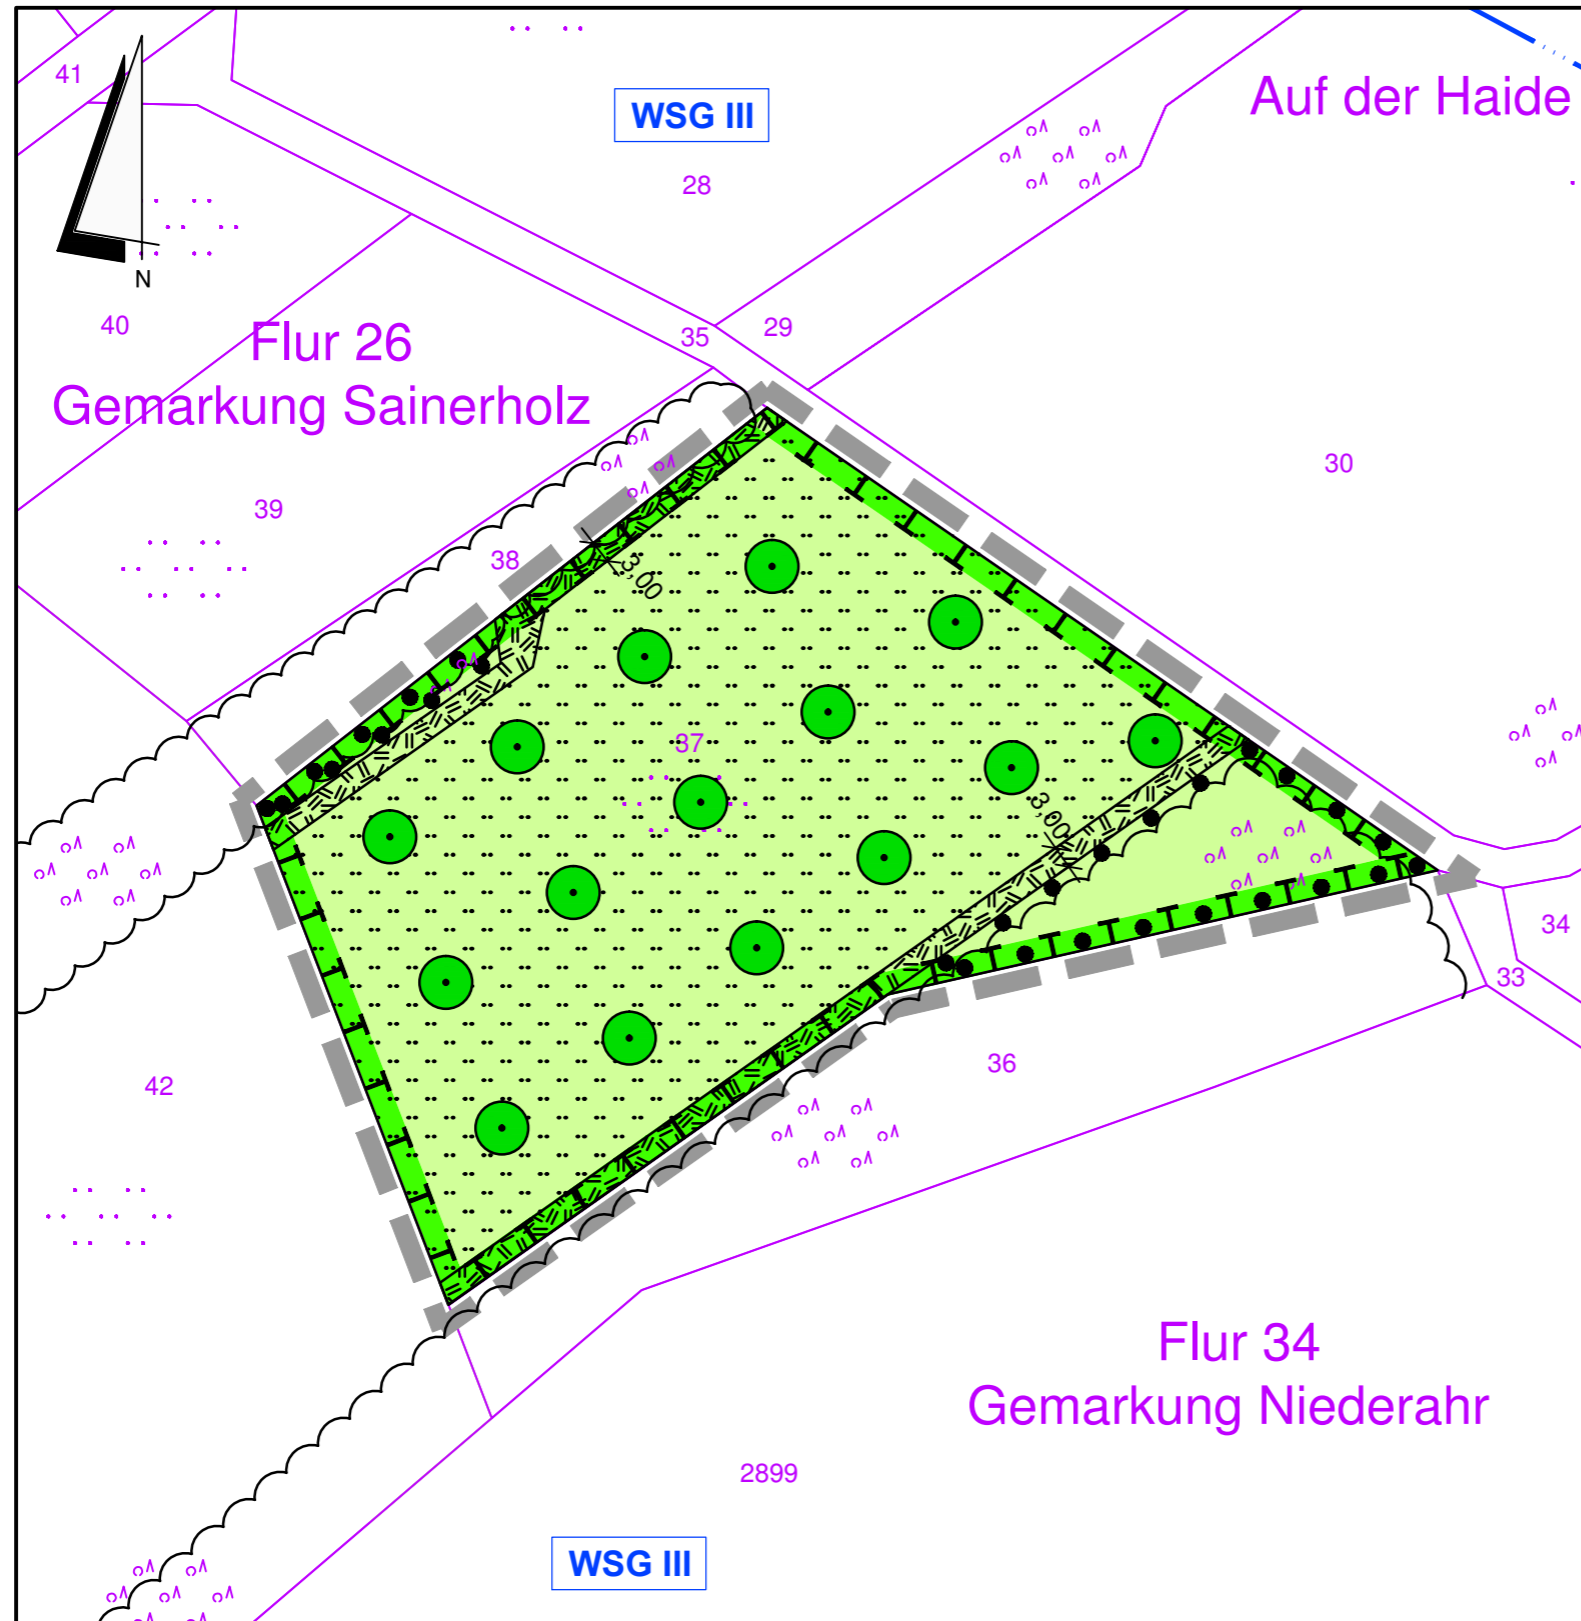 41
WSG III
Auf der Haide
28
N
40
35
29
Flur 26
Gemarkung Sainerholz
30
39
38
3,00
37
3,00
34
33
36
42
Flur 34
Gemarkung Niederahr
2899
WSG III